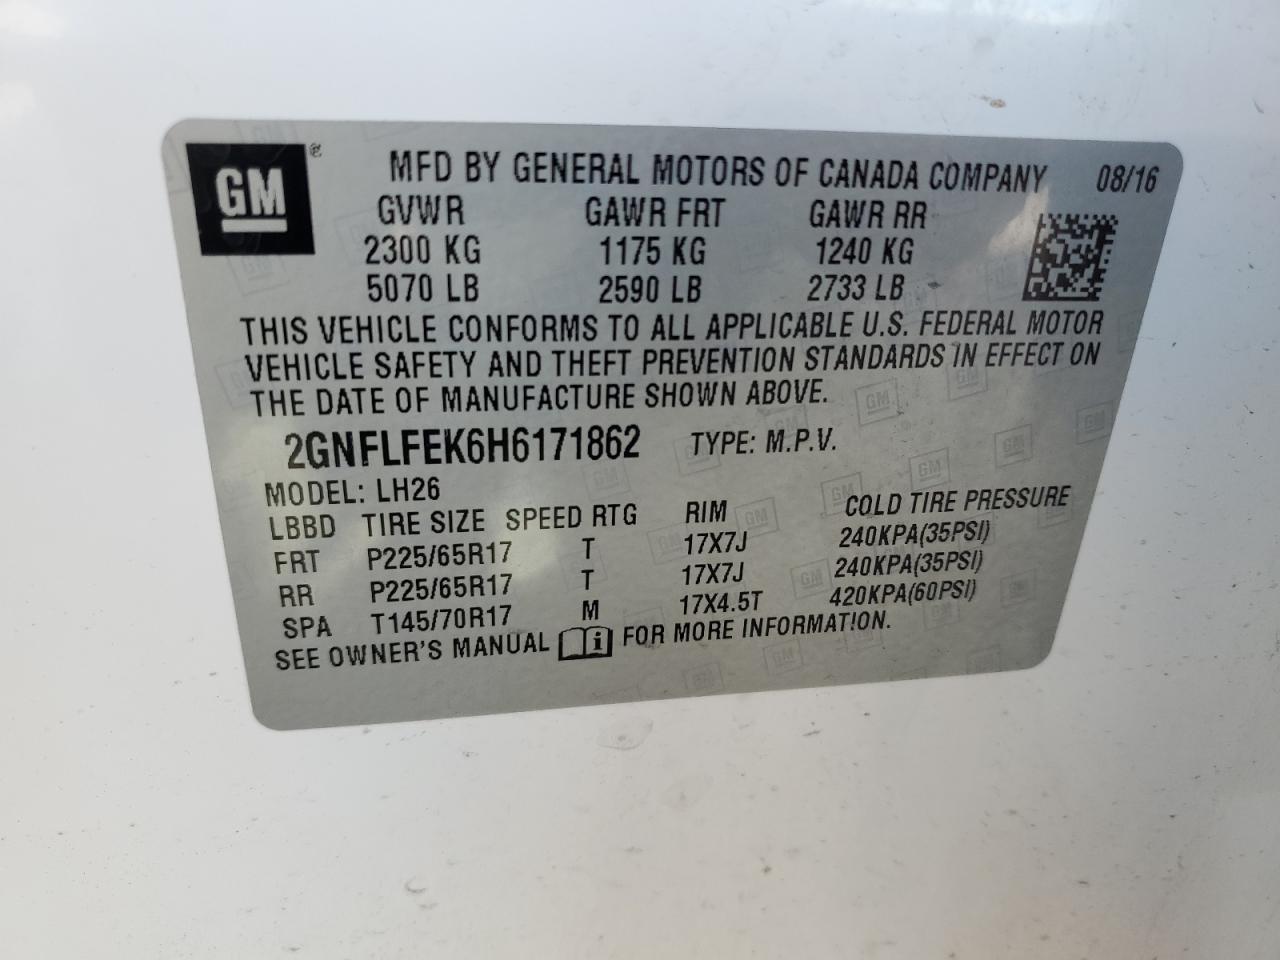 GM ®
MFD BY GENERAL MOTORS OF CANADA COMPANY 08/16
GVWR GAWR FRT GAWR RR
2300 KG 1175 KG 1240 KG
5070 LB 2590 LB 2733 LB
THIS VEHICLE CONFORMS TO ALL APPLICABLE U.S. FEDERAL MOTOR
VEHICLE SAFETY AND THEFT PREVENTION STANDARDS IN EFFECT ON
THE DATE OF MANUFACTURE SHOWN ABOVE.
2GNFLFEK6H6171862 TYPE: M.P.V.
MODEL: LH26
LBBD TIRE SIZE SPEED RTG RIM COLD TIRE PRESSURE
FRT P225/65R17 T 17X7J 240KPA(35PSI)
RR P225/65R17 T 17X7J 240KPA(35PSI)
SPA T145/70R17 M 17X4.5T 420KPA(60PSI)
SEE OWNER'S MANUAL i FOR MORE INFORMATION.